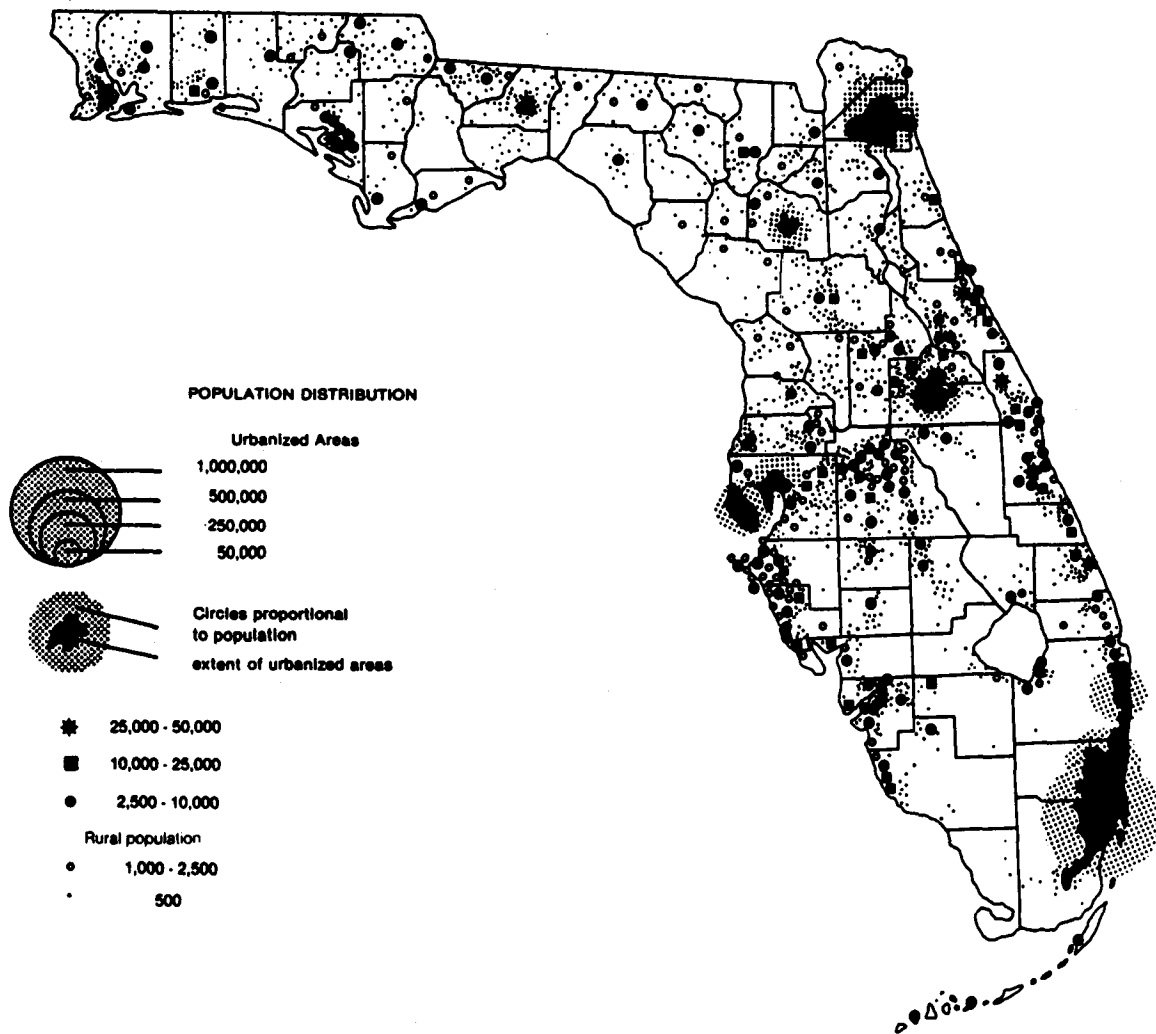 POPULATION DISTRIBUTION
Urbanized Areas
1,000,000
500,000
250,000
50,000
Circles proportional
to population
extent of urbanized areas
25,000 - 50,000
10,000 - 25,000
2,500 - 10,000
Rural population
1,000 - 2,500
500